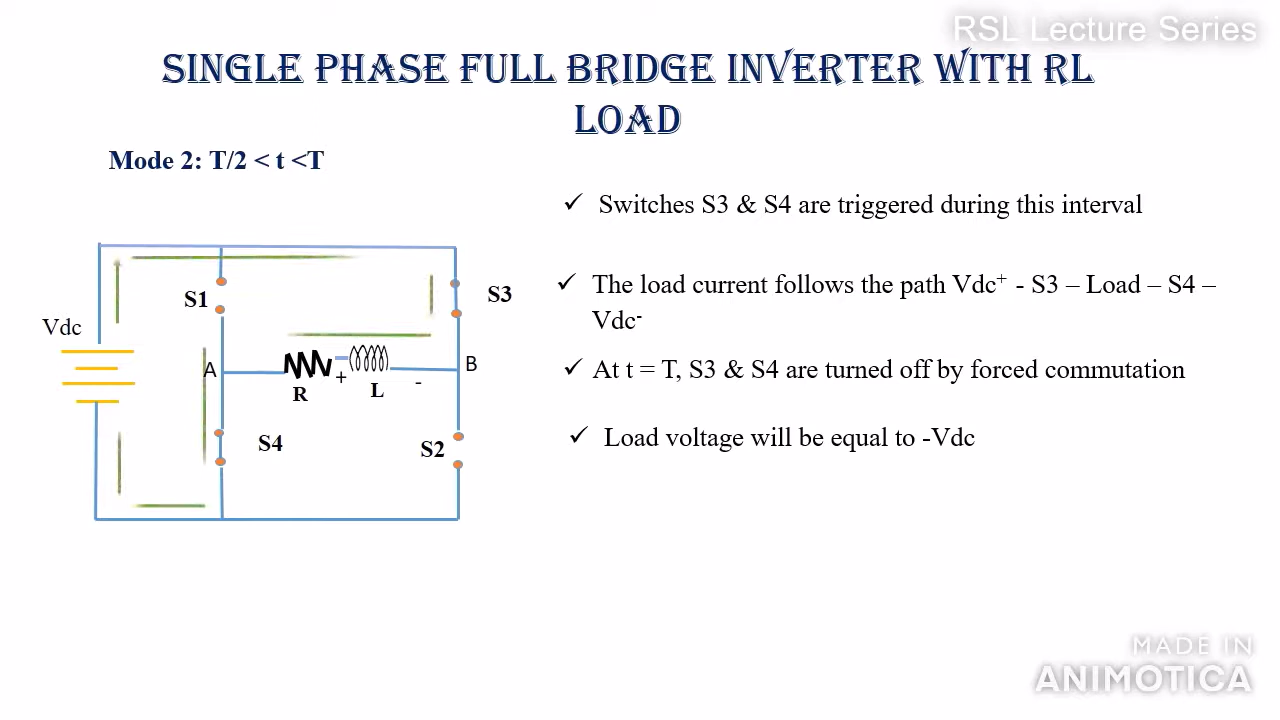 RSL Lecture Series
SINGLE PHASE FULL BRIDGE INVERTER WITH RL
LOAD
Mode 2: T/2 < t <T
✓ Switches S3 & S4 are triggered during this interval
✓ The load current follows the path Vdc⁺ - S3 – Load – S4 –
Vdc⁻
✓ At t = T, S3 & S4 are turned off by forced commutation
✓ Load voltage will be equal to -Vdc
S1
S3
Vdc
A
B
+
-
R
L
S4
S2
MADE IN
ANIMOTICA